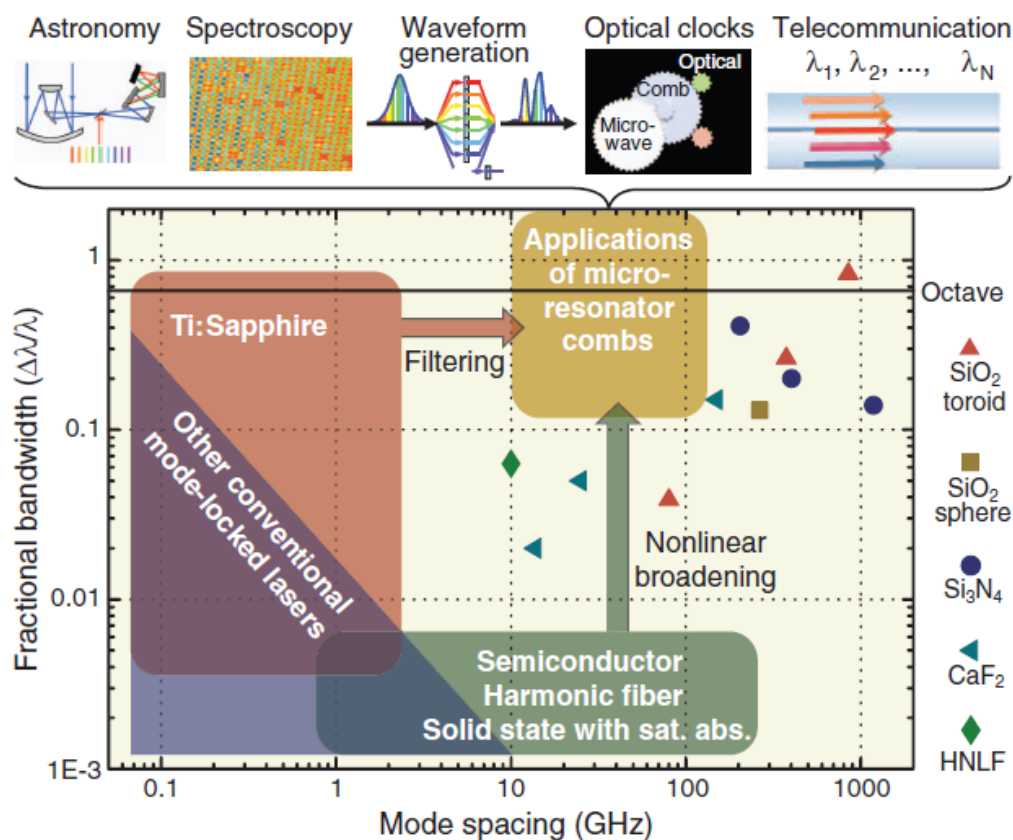 Astronomy
Spectroscopy
Waveform
generation
Optical clocks
Telecommunication
Optical
Comb
Micro-
wave
λ₁, λ₂, ..., λN
Fractional bandwidth (Δλ/λ)
1
0.1
0.01
1E-3
Ti:Sapphire
Filtering
Applications
of micro-
resonator
combs
Other conventional
mode-locked lasers
Nonlinear
broadening
Semiconductor
Harmonic fiber
Solid state with sat. abs.
0.1
1
10
100
1000
Mode spacing (GHz)
Octave
SiO₂
toroid
SiO₂
sphere
Si₃N₄
CaF₂
HNLF